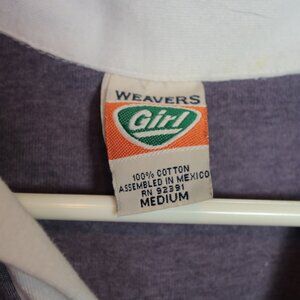 WEAVERS
Girl
100% COTTON
ASSEMBLED IN MEXICO
RN 92391
MEDIUM